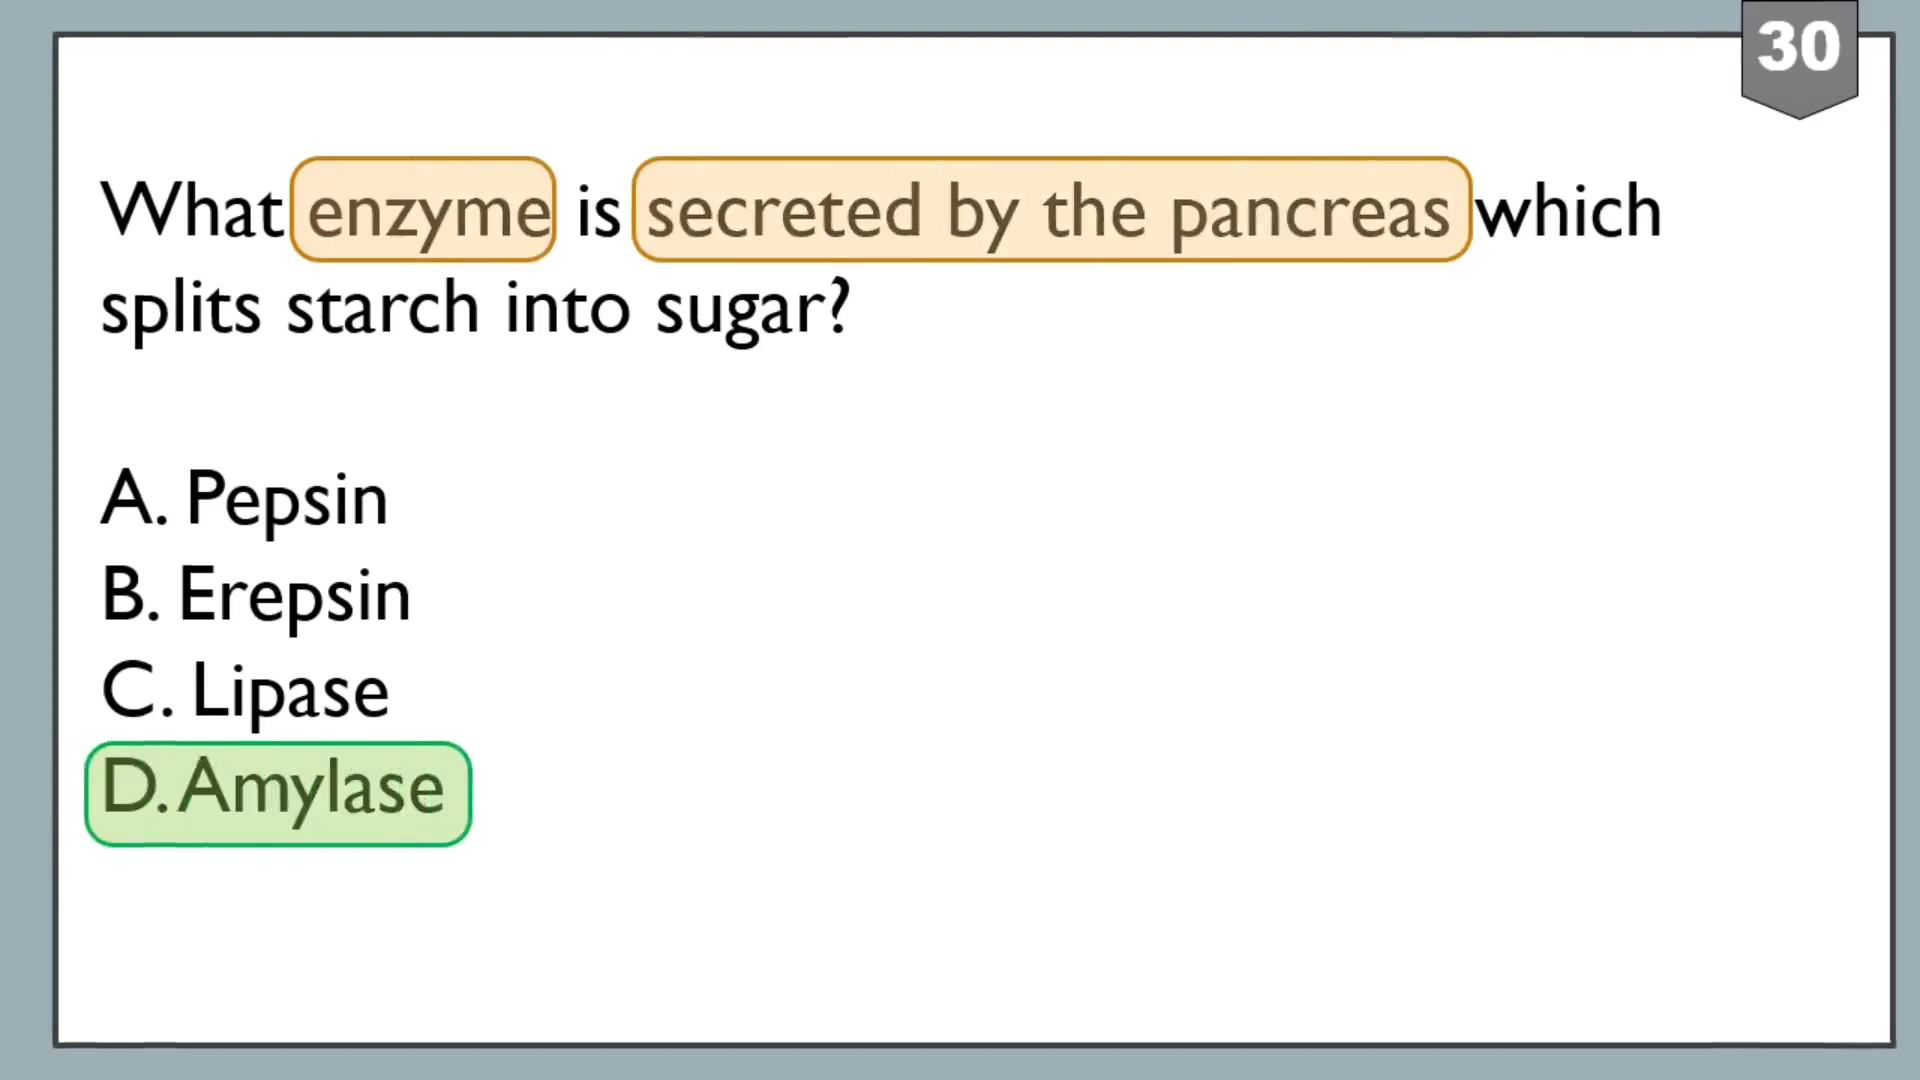 30
What enzyme is secreted by the pancreas which
splits starch into sugar?
A. Pepsin
B. Erepsin
C. Lipase
D. Amylase